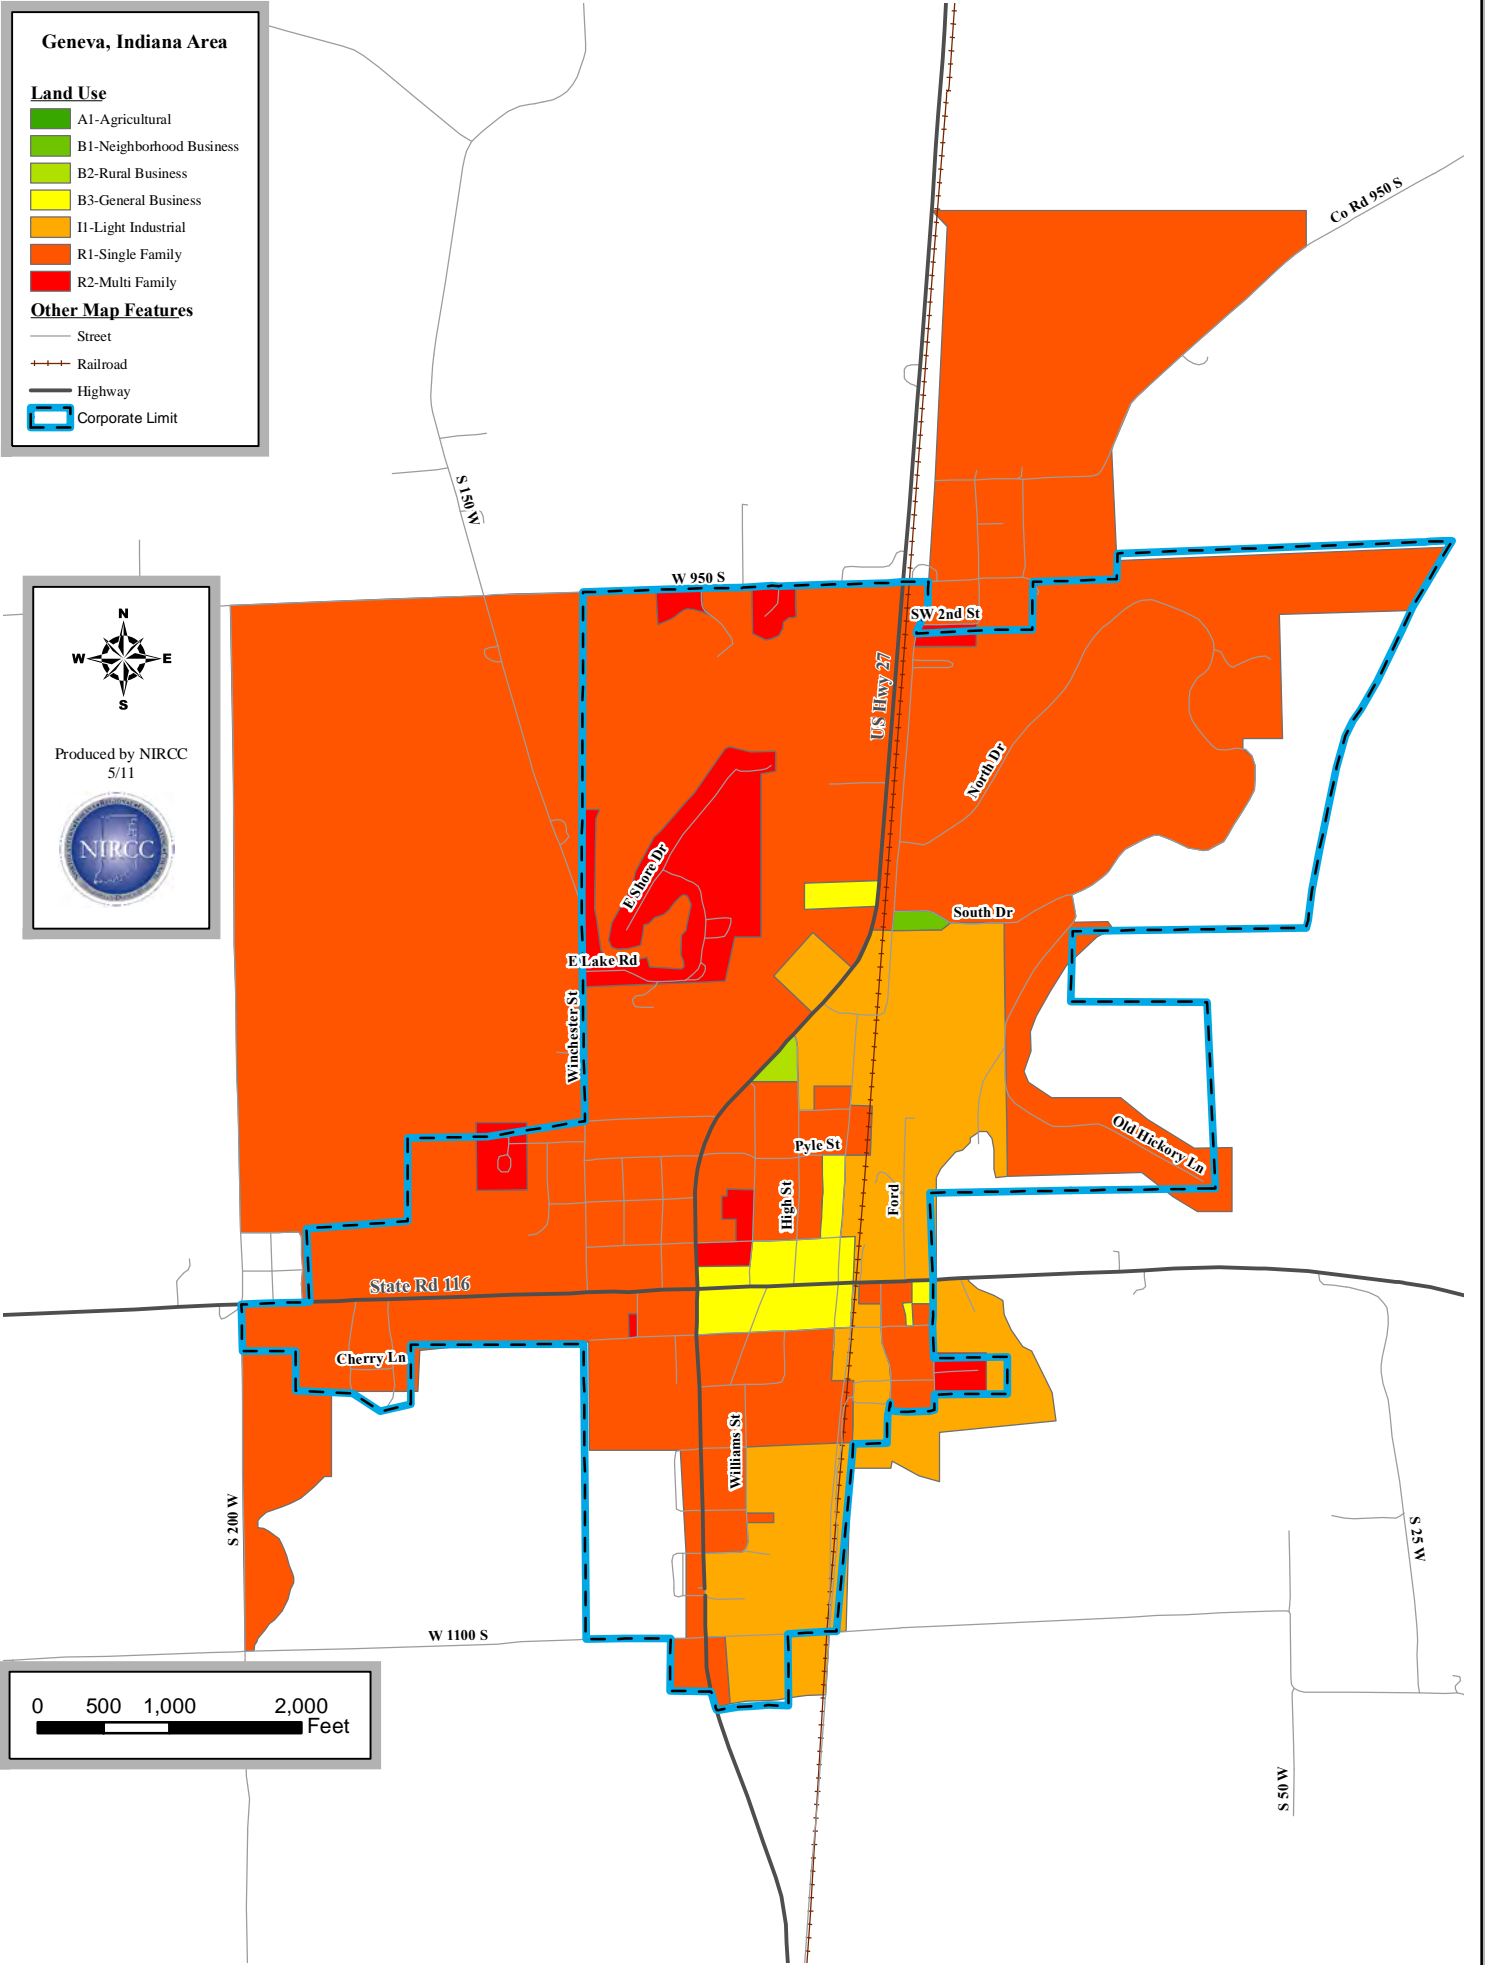 Geneva, Indiana Area
Land Use
A1-Agricultural
B1-Neighborhood Business
B2-Rural Business
B3-General Business
I1-Light Industrial
R1-Single Family
R2-Multi Family
Other Map Features
Street
Railroad
Highway
Corporate Limit
Co Rd 950 S
S 150 W
W 950 S
SW 2nd St
N
W E
S
Produced by NIRCC
5/11
NIRCC
US Hwy 27
North Dr
E Shore Dr
South Dr
E Lake Rd
Winchester St
Pyle St
Old Hickory Ln
High St
Ford
State Rd 116
Cherry Ln
Williams St
S 200 W
S 25 W
W 1100 S
0 500 1,000 2,000
Feet
S 50 W